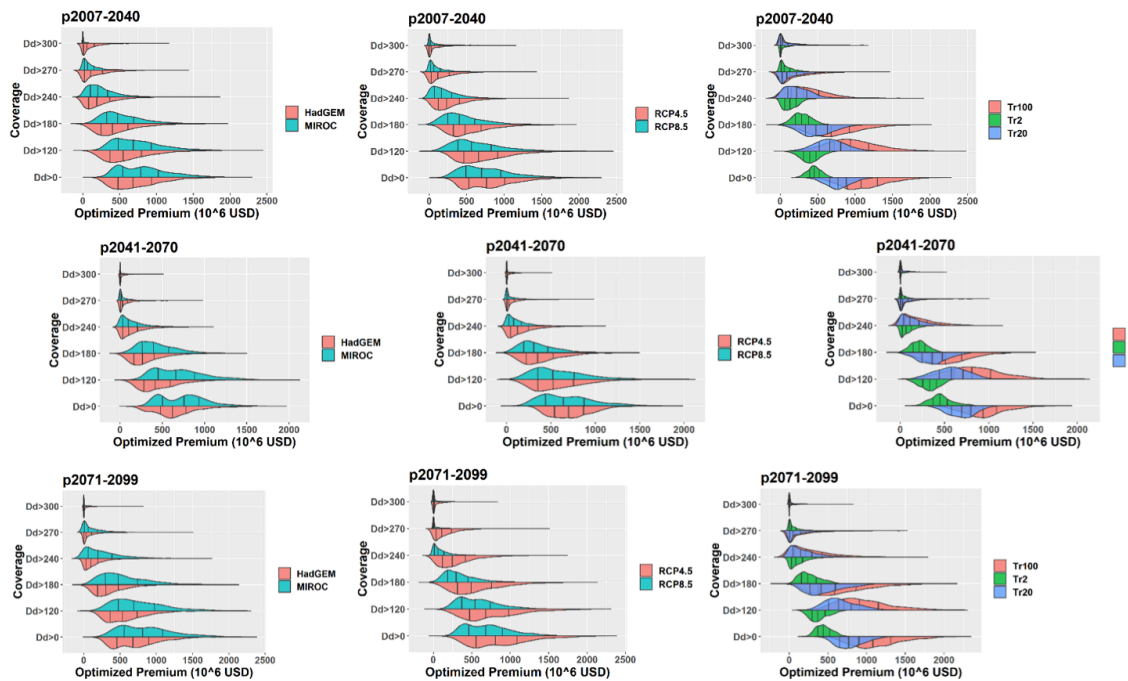 p2007-2040
Coverage
Dd>300
Dd>270
Dd>240
Dd>180
Dd>120
Dd>0
0 500 1000 1500 2000 2500
Optimized Premium (10^6 USD)
HadGEM
MIROC
p2007-2040
Coverage
Dd>300
Dd>270
Dd>240
Dd>180
Dd>120
Dd>0
0 500 1000 1500 2000 2500
Optimized Premium (10^6 USD)
RCP4.5
RCP8.5
p2007-2040
Coverage
Dd>300
Dd>270
Dd>240
Dd>180
Dd>120
Dd>0
0 500 1000 1500 2000 2500
Optimized Premium (10^6 USD)
Tr100
Tr2
Tr20
p2041-2070
Coverage
Dd>300
Dd>270
Dd>240
Dd>180
Dd>120
Dd>0
0 500 1000 1500 2000
Optimized Premium (10^6 USD)
HadGEM
MIROC
p2041-2070
Coverage
Dd>300
Dd>270
Dd>240
Dd>180
Dd>120
Dd>0
0 500 1000 1500 2000
Optimized Premium (10^6 USD)
RCP4.5
RCP8.5
p2041-2070
Coverage
Dd>300
Dd>270
Dd>240
Dd>180
Dd>120
Dd>0
0 500 1000 1500 2000
Optimized Premium (10^6 USD)
p2071-2099
Coverage
Dd>300
Dd>270
Dd>240
Dd>180
Dd>120
Dd>0
0 500 1000 1500 2000 2500
Optimized Premium (10^6 USD)
HadGEM
MIROC
p2071-2099
Coverage
Dd>300
Dd>270
Dd>240
Dd>180
Dd>120
Dd>0
0 500 1000 1500 2000 2500
Optimized Premium (10^6 USD)
RCP4.5
RCP8.5
p2071-2099
Coverage
Dd>300
Dd>270
Dd>240
Dd>180
Dd>120
Dd>0
0 500 1000 1500 2000
Optimized Premium (10^6 USD)
Tr100
Tr2
Tr20